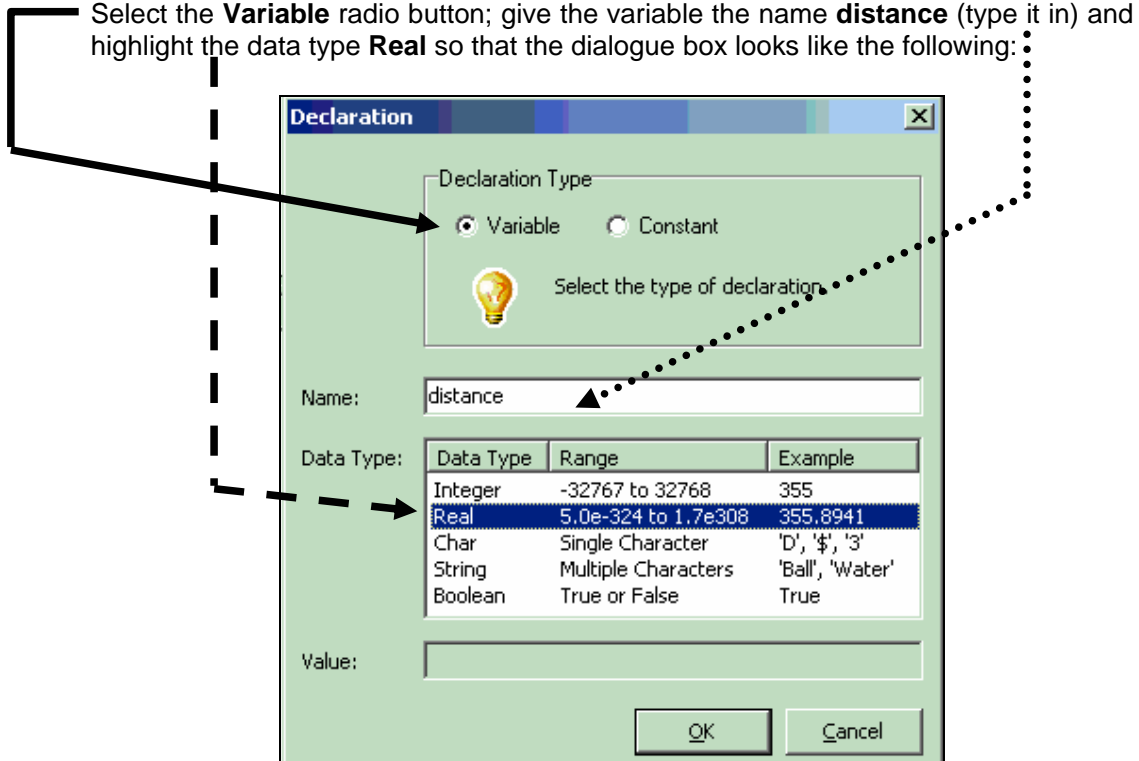 Select the Variable radio button; give the variable the name distance (type it in) and
highlight the data type Real so that the dialogue box looks like the following:
Declaration
Declaration Type
Variable Constant
Select the type of declaration
Name: distance
Data Type: Data Type Range Example
Integer -32767 to 32768 355
Real 5.0e-324 to 1.7e308 355.8941
Char Single Character 'D', '$', '3'
String Multiple Characters 'Ball', 'Water'
Boolean True or False True
Value:
OK Cancel